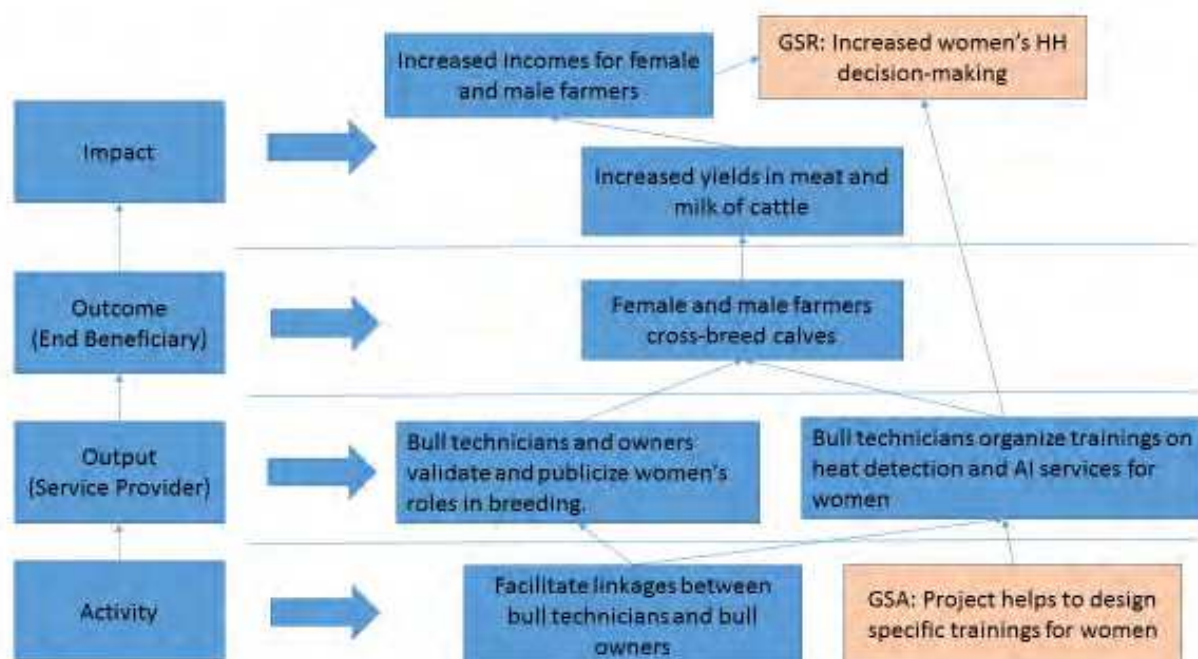 Increased Incomes for female
and male farmers
GSR: Increased women's HH
decision-making
Impact
Increased yields in meat and
milk of cattle
Outcome
(End Beneficiary)
Female and male farmers
cross-breed calves
Output
(Service Provider)
Bull technicians and owners
validate and publicize women's
roles in breeding.
Bull technicians organize trainings on
heat detection and AI services for
women
Activity
Facilitate linkages between
bull technicians and bull
owners
GSA: Project helps to design
specific trainings for women